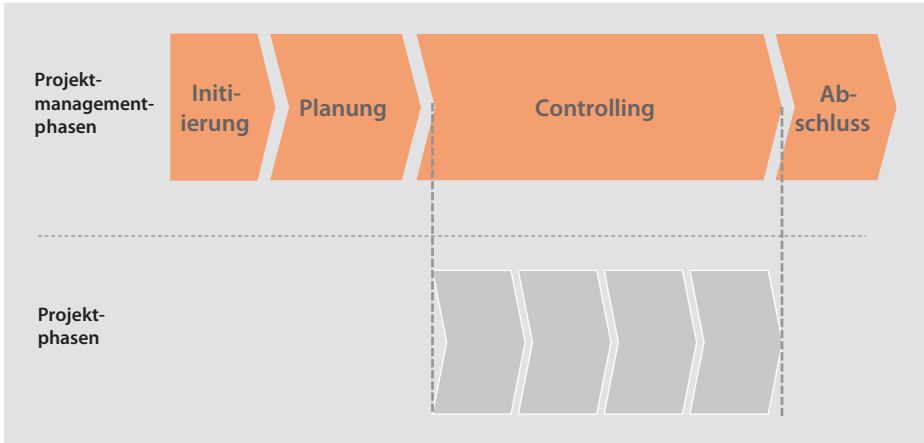 Projekt-
management-
phasen
Initi-
ierung
Planung
Controlling
Ab-
schluss
Projekt-
phasen